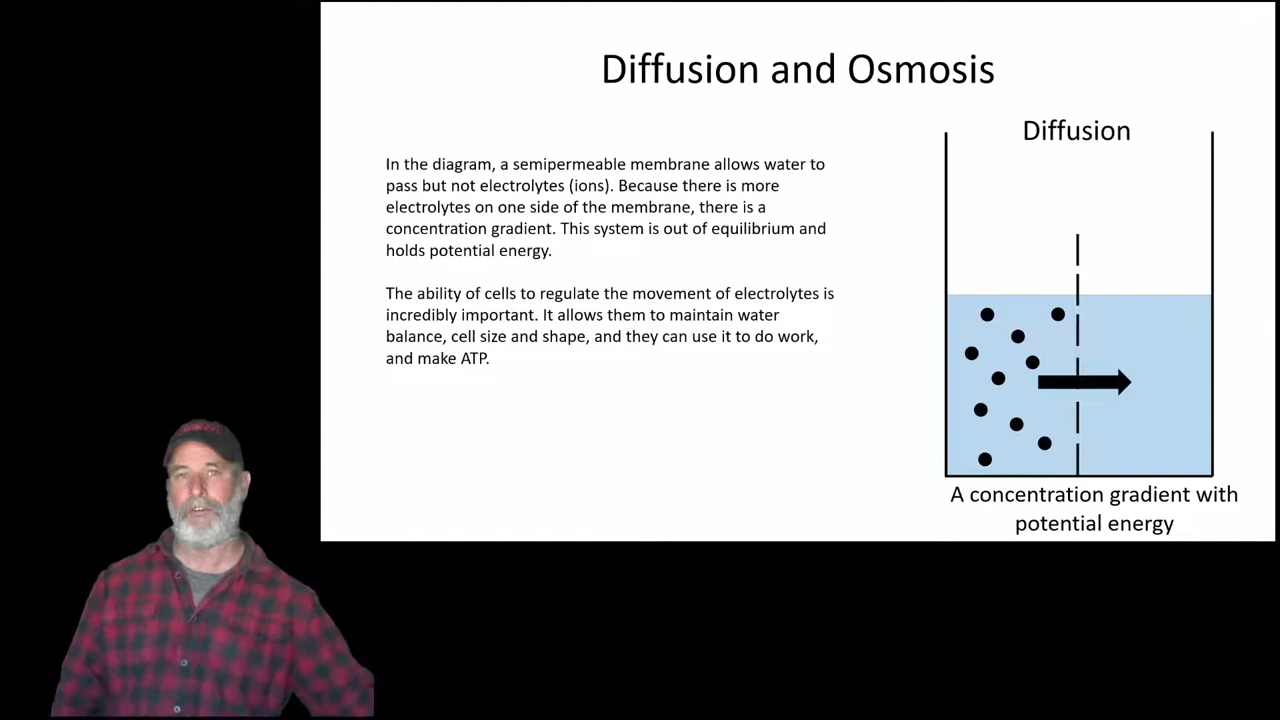 Diffusion and Osmosis
In the diagram, a semipermeable membrane allows water to
pass but not electrolytes (ions). Because there is more
electrolytes on one side of the membrane, there is a
concentration gradient. This system is out of equilibrium and
holds potential energy.
The ability of cells to regulate the movement of electrolytes is
incredibly important. It allows them to maintain water
balance, cell size and shape, and they can use it to do work,
and make ATP.
Diffusion
A concentration gradient with
potential energy